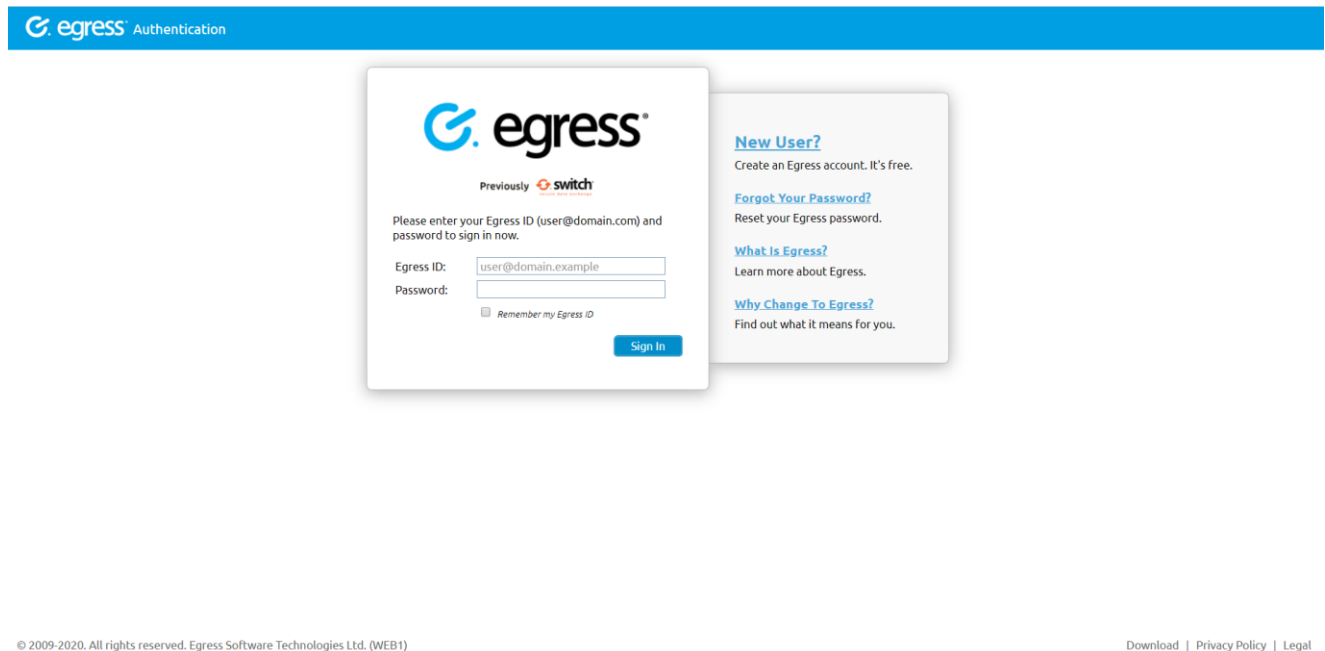 egress® Authentication
egress®
Previously switch
secure data exchange
Please enter your Egress ID (user@domain.com) and
password to sign in now.
Egress ID:
user@domain.example
Password:
Remember my Egress ID
Sign In
New User?
Create an Egress account. It's free.
Forgot Your Password?
Reset your Egress password.
What Is Egress?
Learn more about Egress.
Why Change To Egress?
Find out what it means for you.
© 2009-2020. All rights reserved. Egress Software Technologies Ltd. (WEB1)
Download | Privacy Policy | Legal